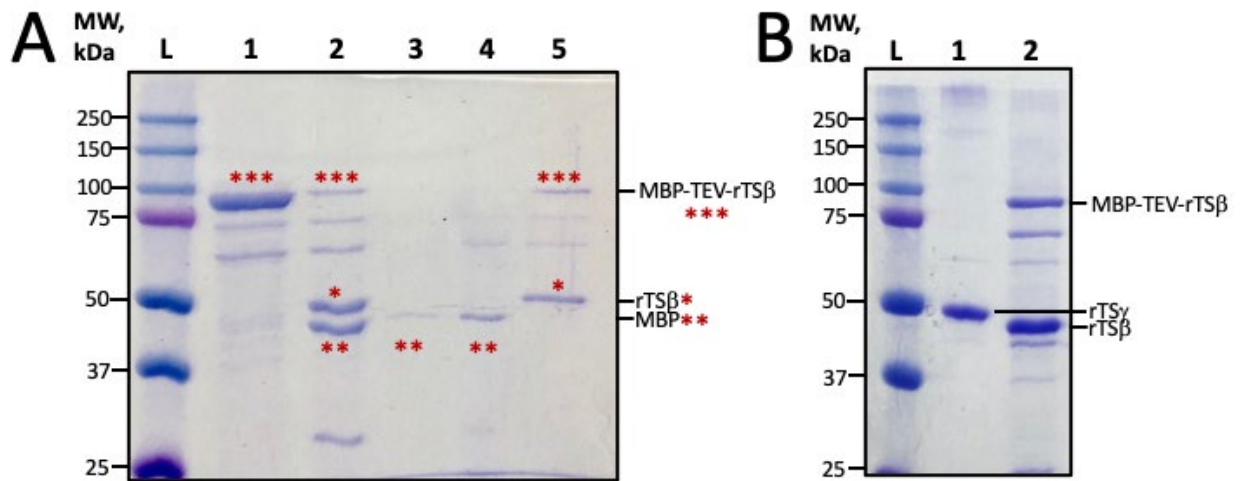 A
MW,
kDa
L 1 2 3 4 5
250
150
100
75
50
37
25
*** *** ***
* *
** ** **
MBP-TEV-rTSβ
***
rTSβ*
MBP**
B
MW,
kDa
L 1 2
250
150
100
75
50
37
25
MBP-TEV-rTSβ
rTSγ
rTSβ